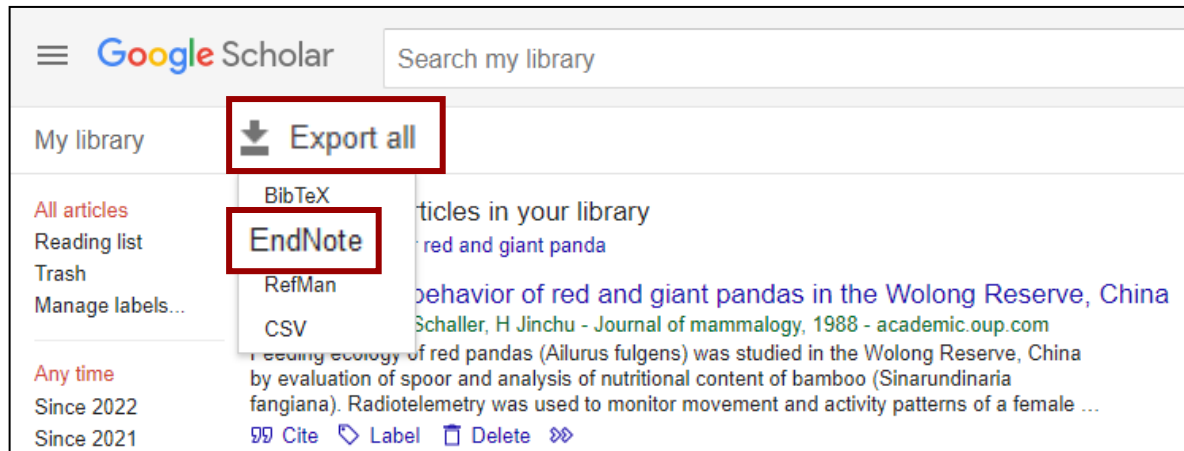 Google Scholar
Search my library
My library
Export all
BibTeX
EndNote
RefMan
CSV
All articles
Reading list
Trash
Manage labels...
Any time
Since 2022
Since 2021
ticles in your library
red and giant panda
behavior of red and giant pandas in the Wolong Reserve, China
Schaller, H Jinchu - Journal of mammalogy, 1988 - academic.oup.com
Feeding ecology of red pandas (Ailurus fulgens) was studied in the Wolong Reserve, China
by evaluation of spoor and analysis of nutritional content of bamboo (Sinarundinaria
fangiana). Radiotelemetry was used to monitor movement and activity patterns of a female ...
Cite Label Delete